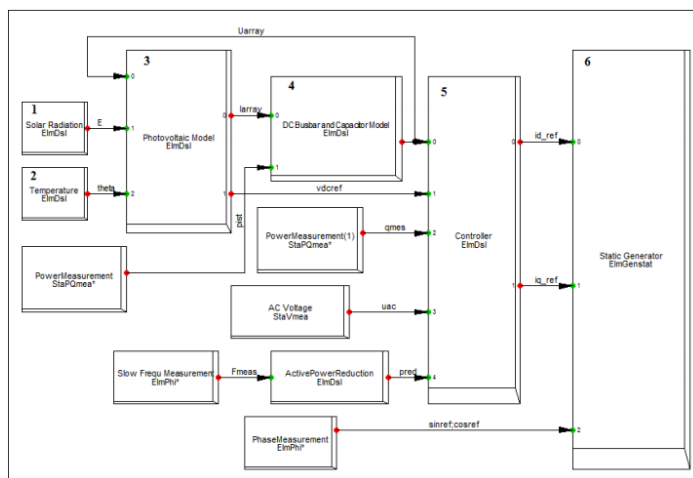 Uarray
3
6
4
5
1
Solar Radiation
ElmDsl
E
Photovoltaic Model
ElmDsl
Iarray
DC Busbar and Capacitor Model
ElmDsl
id_ref
2
Temperature
ElmDsl
theta
vdcref
pist
PowerMeasurement
StaPQmea*
PowerMeasurement(1)
StaPQmea*
qmes
Controller
ElmDsl
Static Generator
ElmGenstat
iq_ref
AC Voltage
StaVmea
uac
Slow Frequ Measurement
ElmPhi*
Fmeas
ActivePowerReduction
ElmDsl
pred
PhaseMeasurement
ElmPhi*
sinref;cosref
0
1
2
0
1
0
1
0
1
2
3
4
0
1
0
1
2